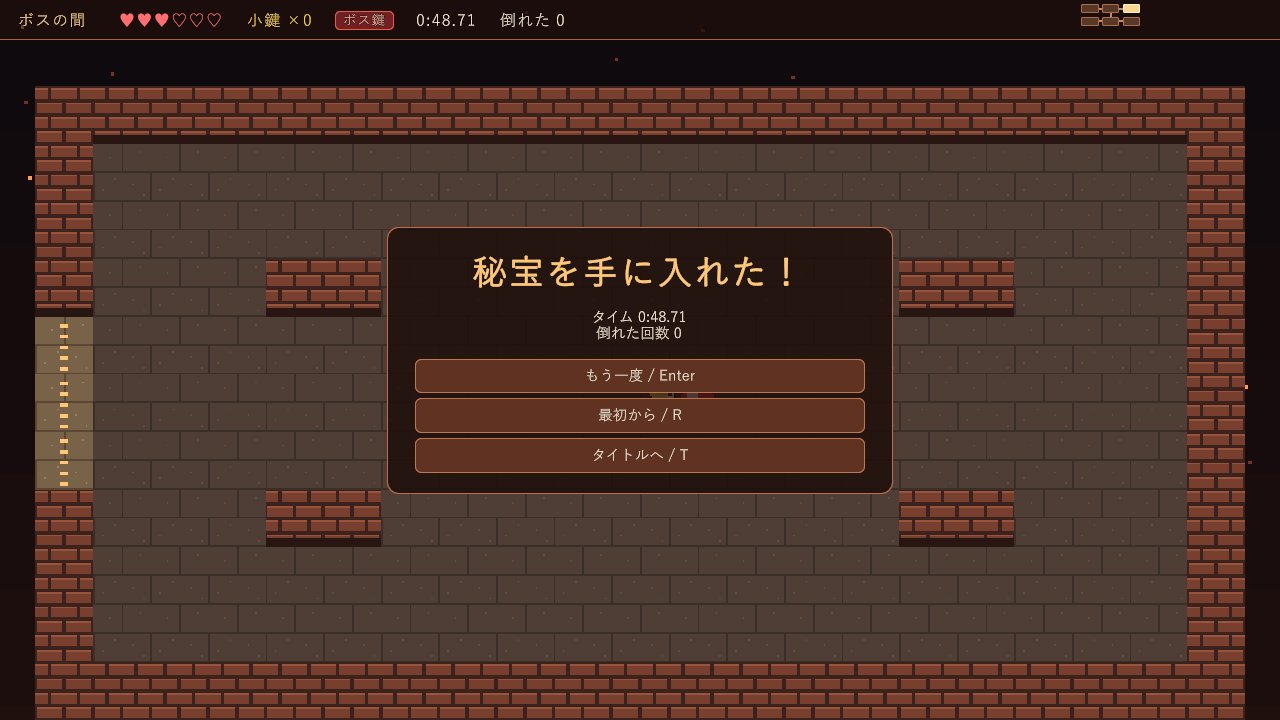 ボスの間 ♥♥♥♡♡♡ 小鍵 ×0 ボス鍵 0:48.71 倒れた 0
秘宝を手に入れた！
タイム 0:48.71
倒れた回数 0
もう一度 / Enter
最初から / R
タイトルへ / T